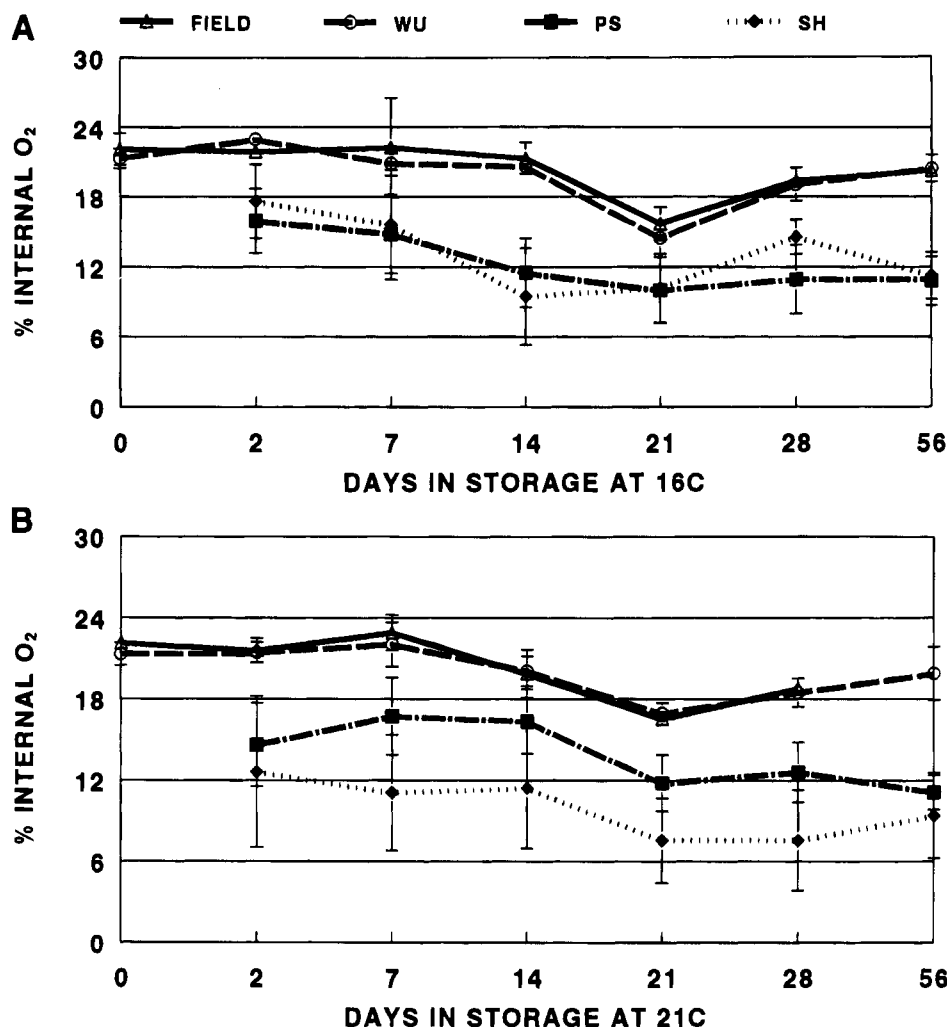 A
FIELD WU PS SH
% INTERNAL O₂
30
24
18
12
6
0
0 2 7 14 21 28 56
DAYS IN STORAGE AT 16C
B
% INTERNAL O₂
30
24
18
12
6
0
0 2 7 14 21 28 56
DAYS IN STORAGE AT 21C